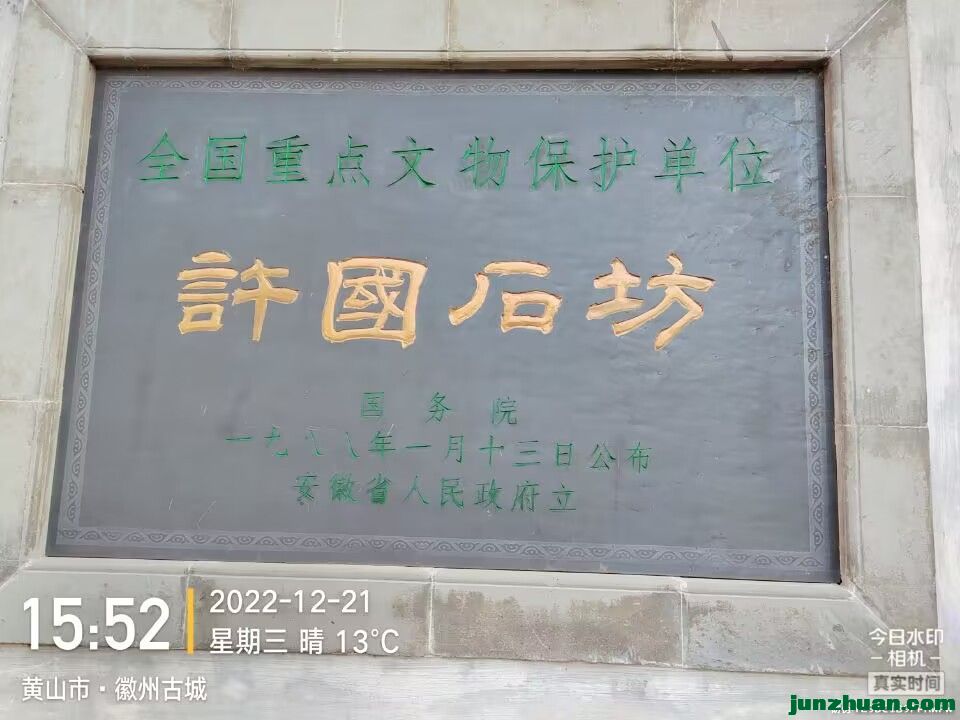 全国重点文物保护单位
許國石坊
国务院
一九八八年一月十三日公布
安徽省人民政府立
15:52
2022-12-21
星期三 晴 13°C
黄山市·徽州古城
今日水印
-相机-
真实时间
junzhuan.com